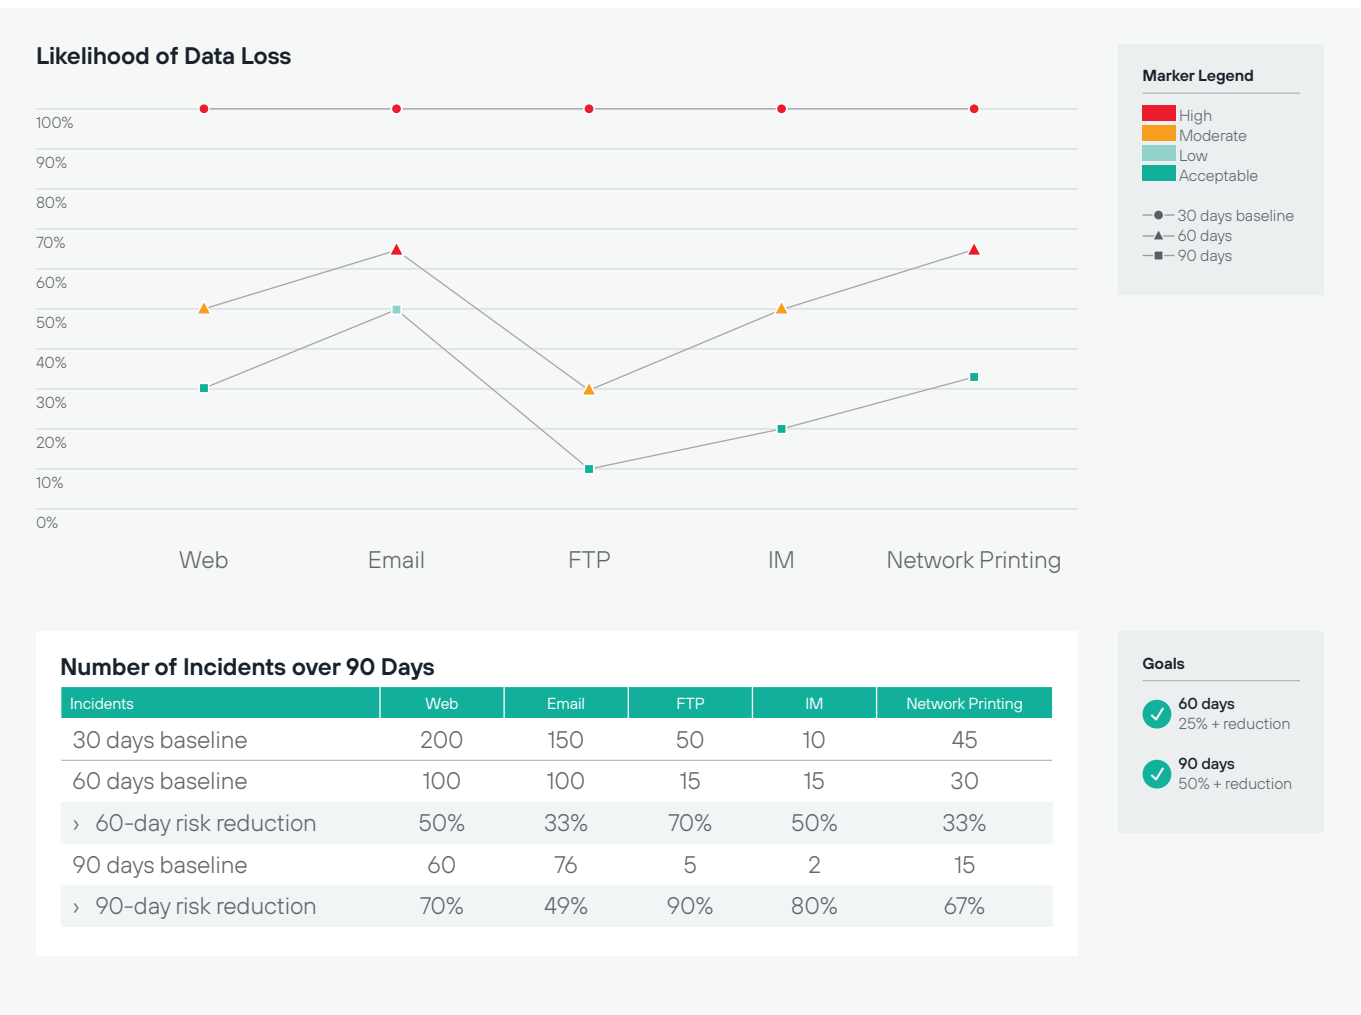 Likelihood of Data Loss
100%
90%
80%
70%
60%
50%
40%
30%
20%
10%
0%
Web Email FTP IM Network Printing
Marker Legend
High
Moderate
Low
Acceptable
30 days baseline
60 days
90 days
Number of Incidents over 90 Days
Incidents Web Email FTP IM Network Printing
30 days baseline 200 150 50 10 45
60 days baseline 100 100 15 15 30
› 60-day risk reduction 50% 33% 70% 50% 33%
90 days baseline 60 76 5 2 15
› 90-day risk reduction 70% 49% 90% 80% 67%
Goals
60 days
25% + reduction
90 days
50% + reduction